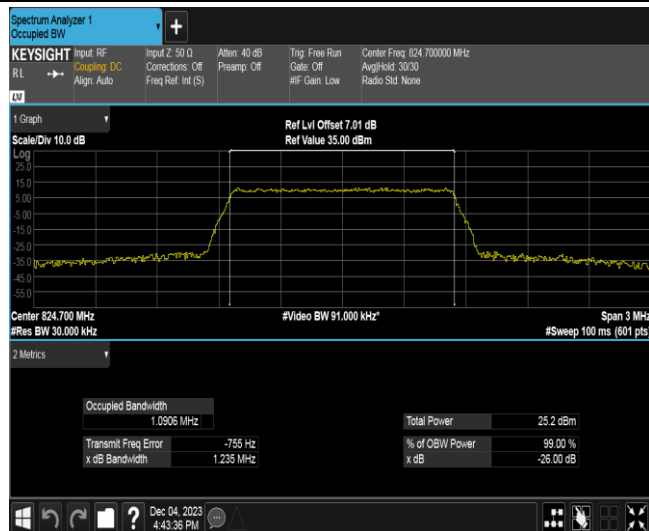 Spectrum Analyzer 1
Occupied BW
+
KEYSIGHT Input: RF Input Z: 50 Ω Atten: 40 dB Trig: Free Run Center Freq: 824.700000 MHz
RL Coupling: DC Corrections: Off Preamp: Off Gate: Off Avg|Hold: 30/30
Align: Auto Freq Ref: Int (S) #IF Gain: Low Radio Std: None
1 Graph
Ref Lvl Offset 7.01 dB
Scale/Div 10.0 dB Ref Value 35.00 dBm
Log
25.0
15.0
5.00
-5.00
-15.0
-25.0
-35.0
-45.0
-55.0
Center 824.700 MHz #Video BW 91.000 kHz* Span 3 MHz
#Res BW 30.000 kHz #Sweep 100 ms (601 pts)
2 Metrics
Occupied Bandwidth
1.0906 MHz Total Power 25.2 dBm
Transmit Freq Error -755 Hz % of OBW Power 99.00 %
x dB Bandwidth 1.235 MHz x dB -26.00 dB
? Dec 04, 2023
4:43:36 PM